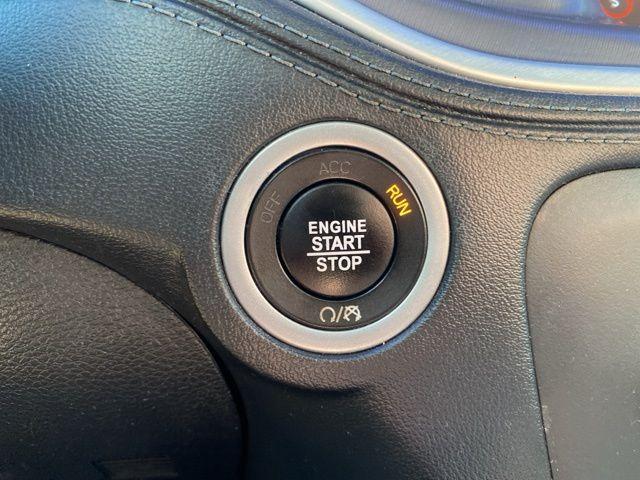 ACC
OFF
RUN
ENGINE
START
STOP